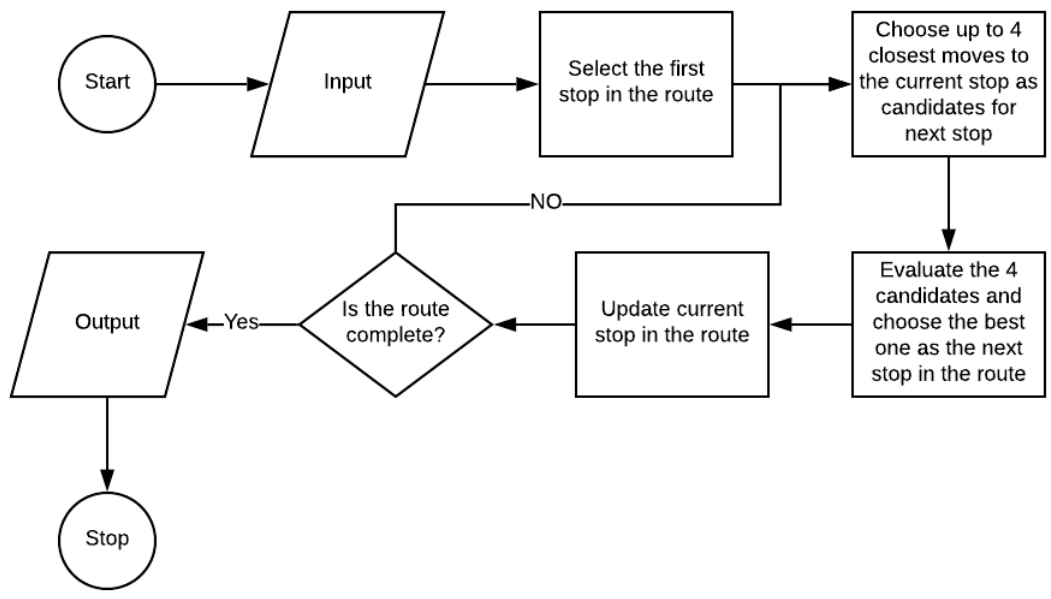 Start
Input
Select the first
stop in the route
Choose up to 4
closest moves to
the current stop as
candidates for
next stop
NO
Evaluate the 4
candidates and
choose the best
one as the next
stop in the route
Update current
stop in the route
Is the route
complete?
Yes
Output
Stop